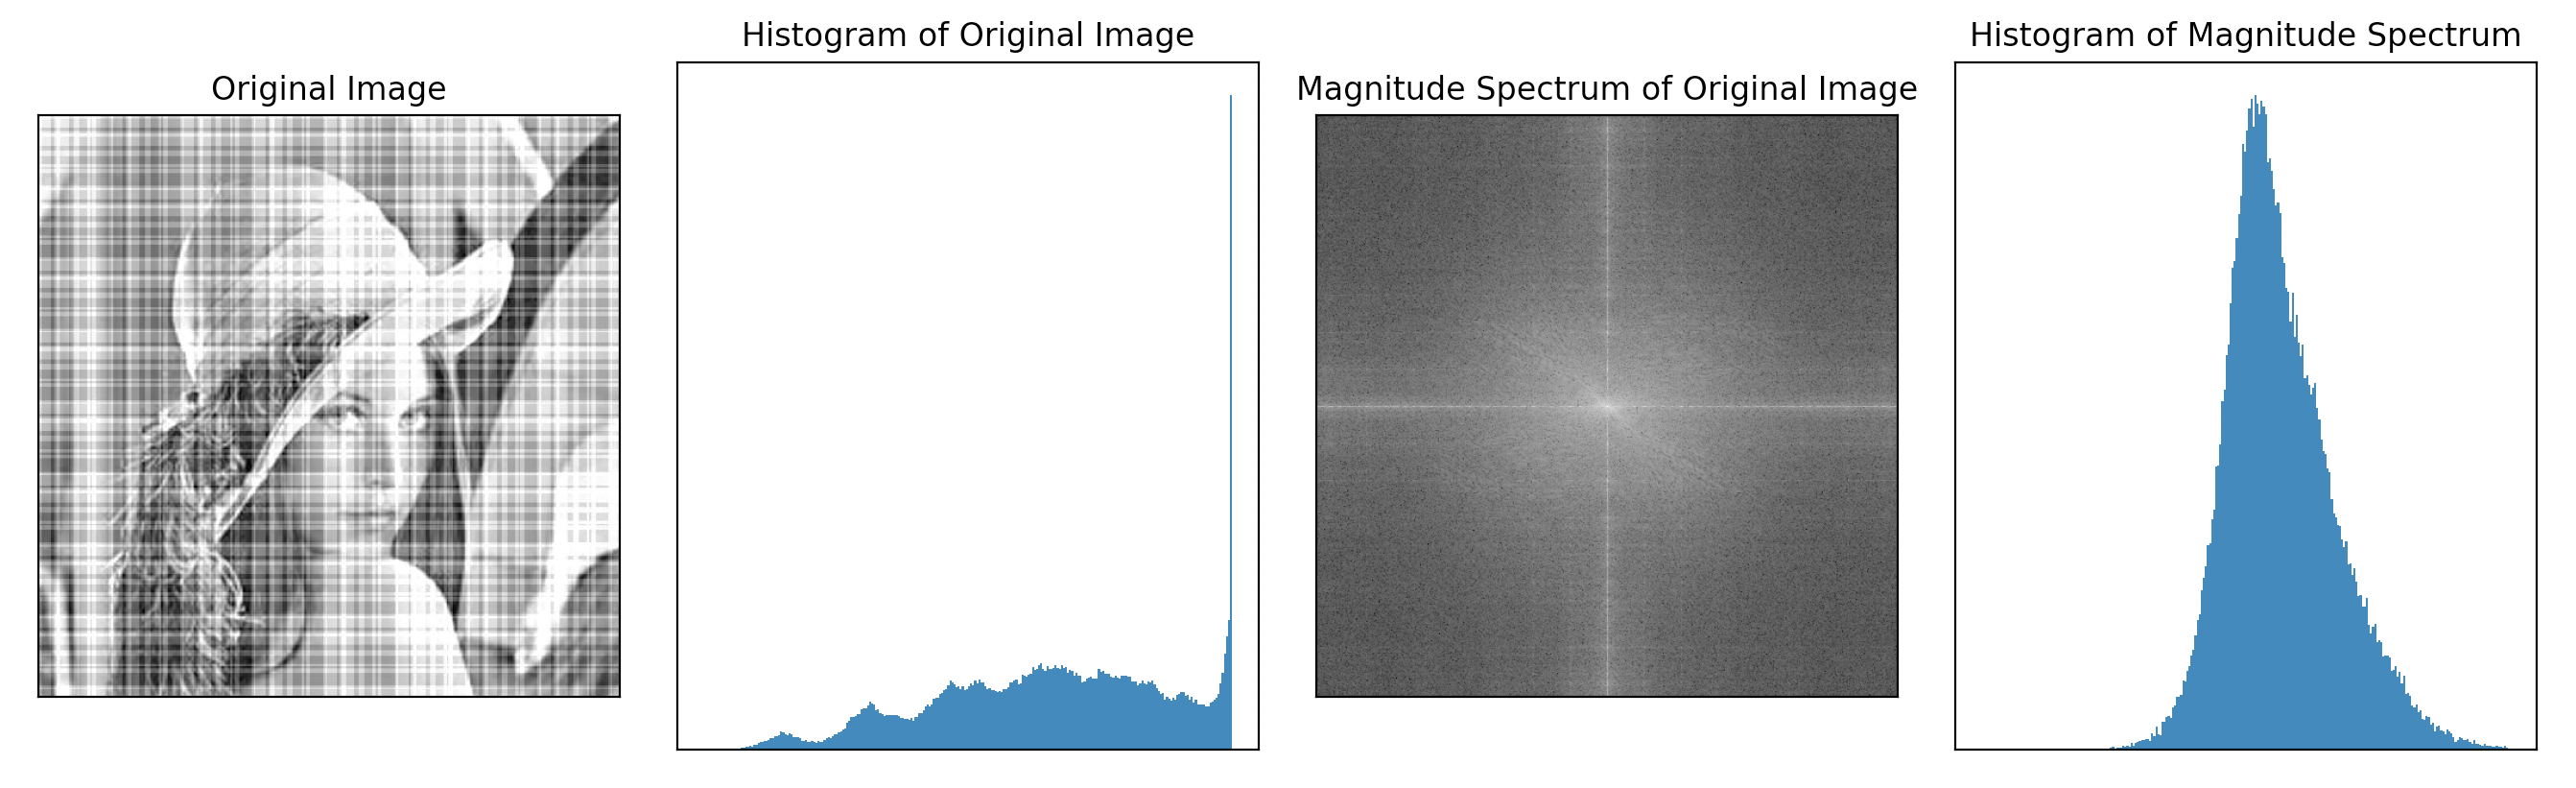 Original Image
Histogram of Original Image
Magnitude Spectrum of Original Image
Histogram of Magnitude Spectrum